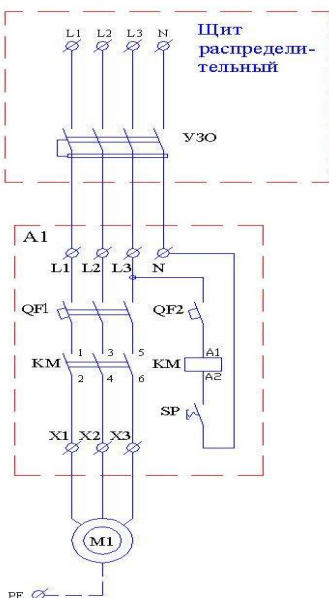 L1 L2 L3 N
Щит
распредели-
тельный
УЗО
A1
L1 L2 L3 N
QF1 QF2
1 3 5
KM KM A1
2 4 6 A2
SP
X1 X2 X3
M1
PE